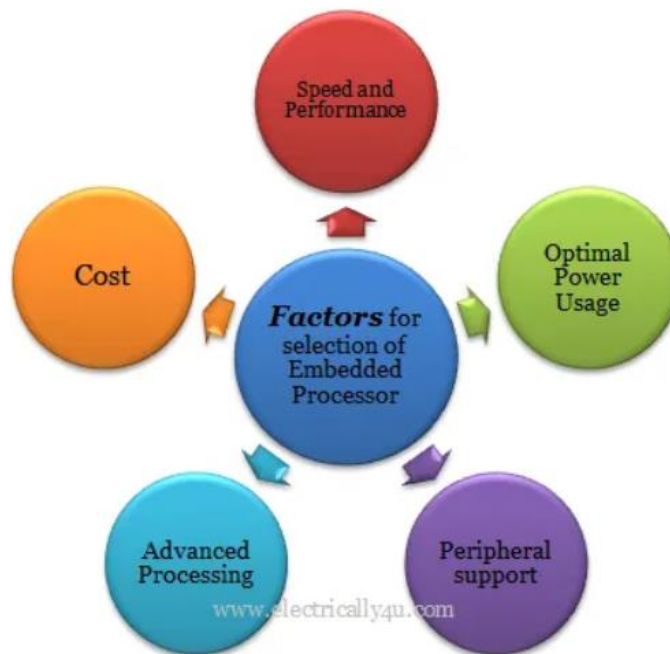 Speed and
Performance
Cost
Optimal
Power
Usage
Factors for
selection of
Embedded
Processor
Advanced
Processing
Peripheral
support
www.electrically4u.com